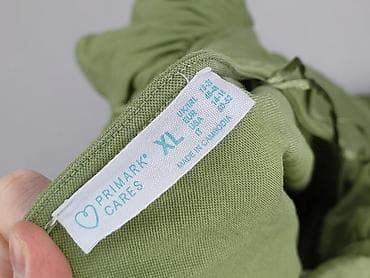 PRIMARK®
CARES
XL
UK/IRL
EUR
USA
IT
MADE IN CAMBODIA